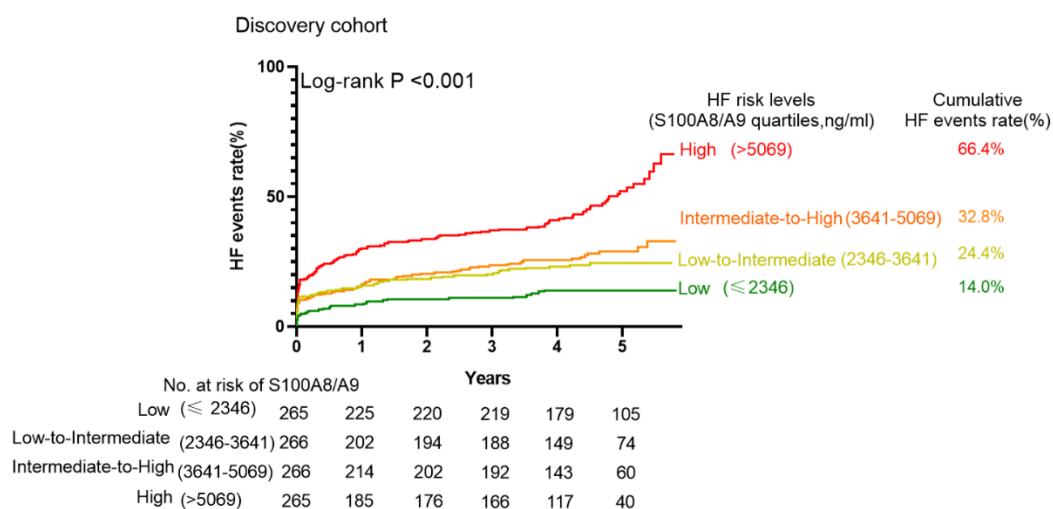 Discovery cohort
Log-rank P <0.001
HF risk levels
(S100A8/A9 quartiles,ng/ml)
Cumulative
HF events rate(%)
High (>5069) 66.4%
Intermediate-to-High (3641-5069) 32.8%
Low-to-Intermediate (2346-3641) 24.4%
Low (≤2346) 14.0%
HF events rate(%)
100
50
0
0 1 2 3 4 5
Years
No. at risk of S100A8/A9
Low (≤ 2346) 265 225 220 219 179 105
Low-to-Intermediate (2346-3641) 266 202 194 188 149 74
Intermediate-to-High (3641-5069) 266 214 202 192 143 60
High (>5069) 265 185 176 166 117 40